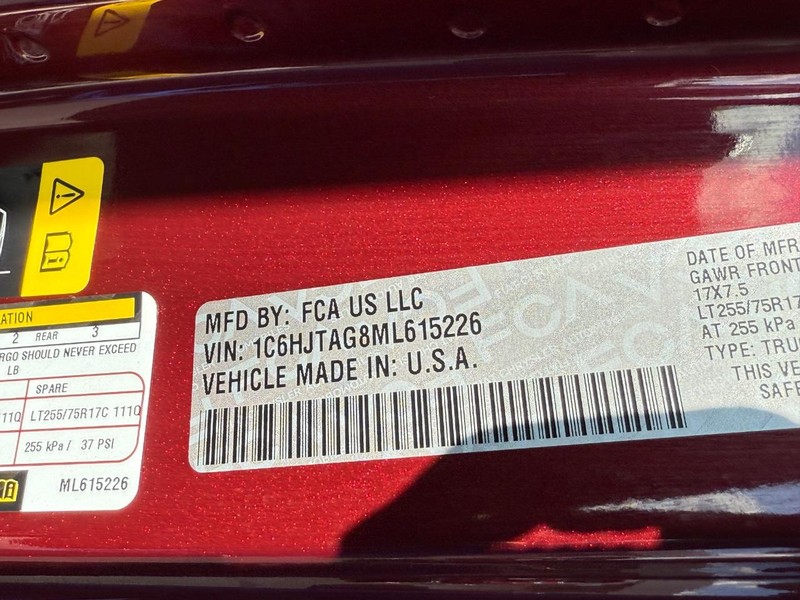 ATION
2 REAR 3
RGO SHOULD NEVER EXCEED
LB
SPARE
111Q LT255/75R17C 111Q
255 kPa / 37 PSI
ML615226
MFD BY: FCA US LLC
VIN: 1C6HJTAG8ML615226
VEHICLE MADE IN: U.S.A.
DATE OF MFR
GAWR FRONT
17X7.5
LT255/75R17
AT 255 kPa
TYPE: TRU
THIS VE
SAFE